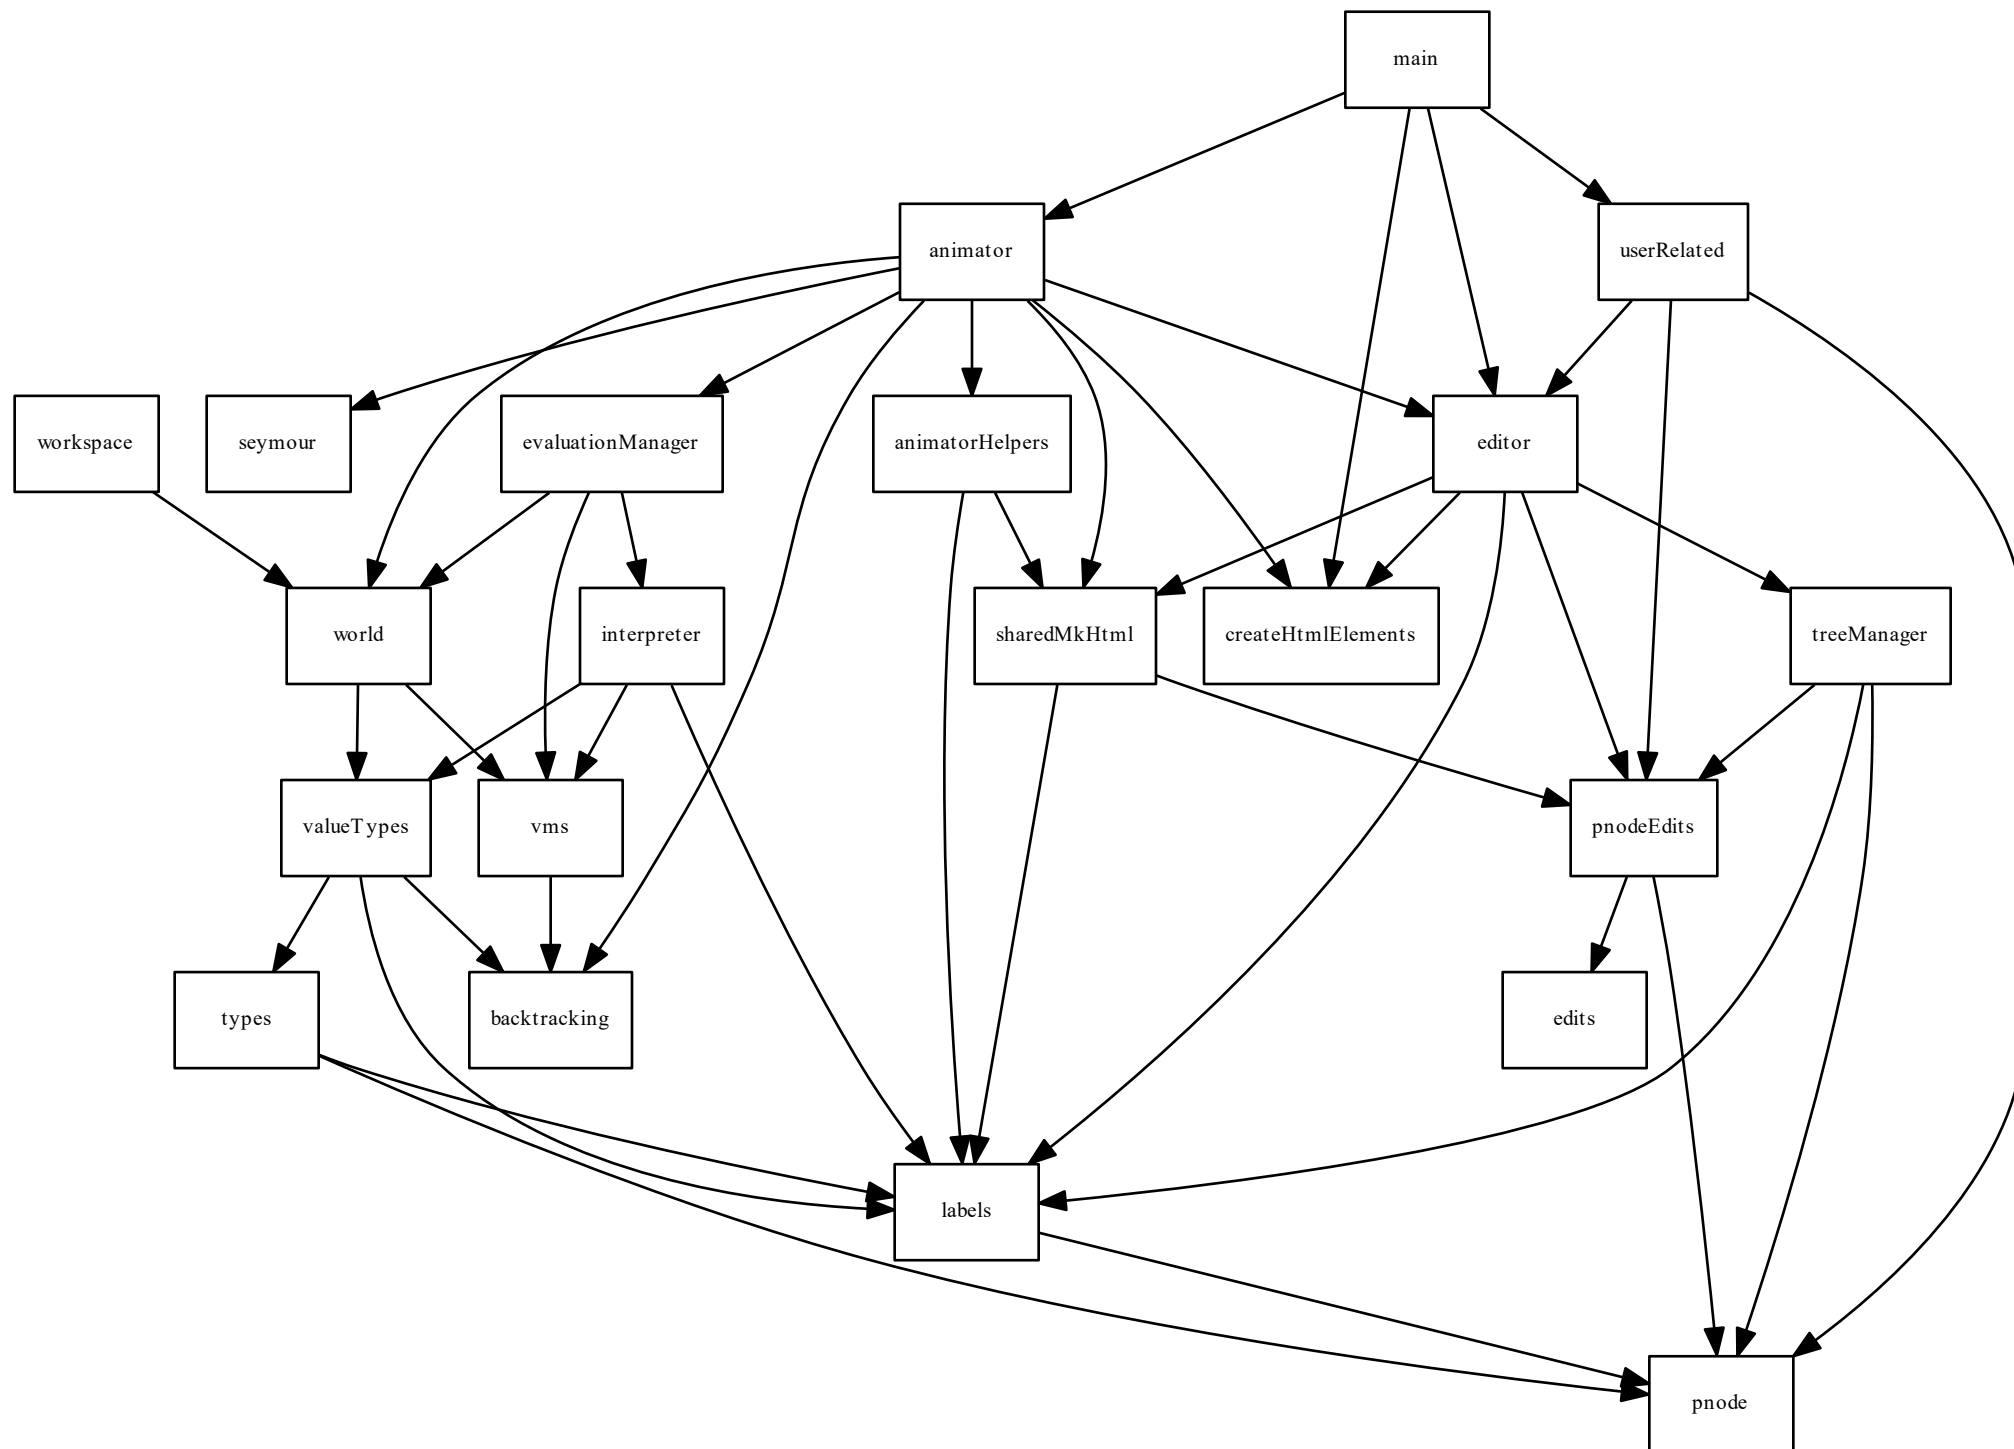 main
animator
userRelated
workspace
seymour
evaluationManager
animatorHelpers
editor
world
interpreter
sharedMkHtml
createHtmlElements
treeManager
valueTypes
vms
pnodeEdits
types
backtracking
edits
labels
pnode